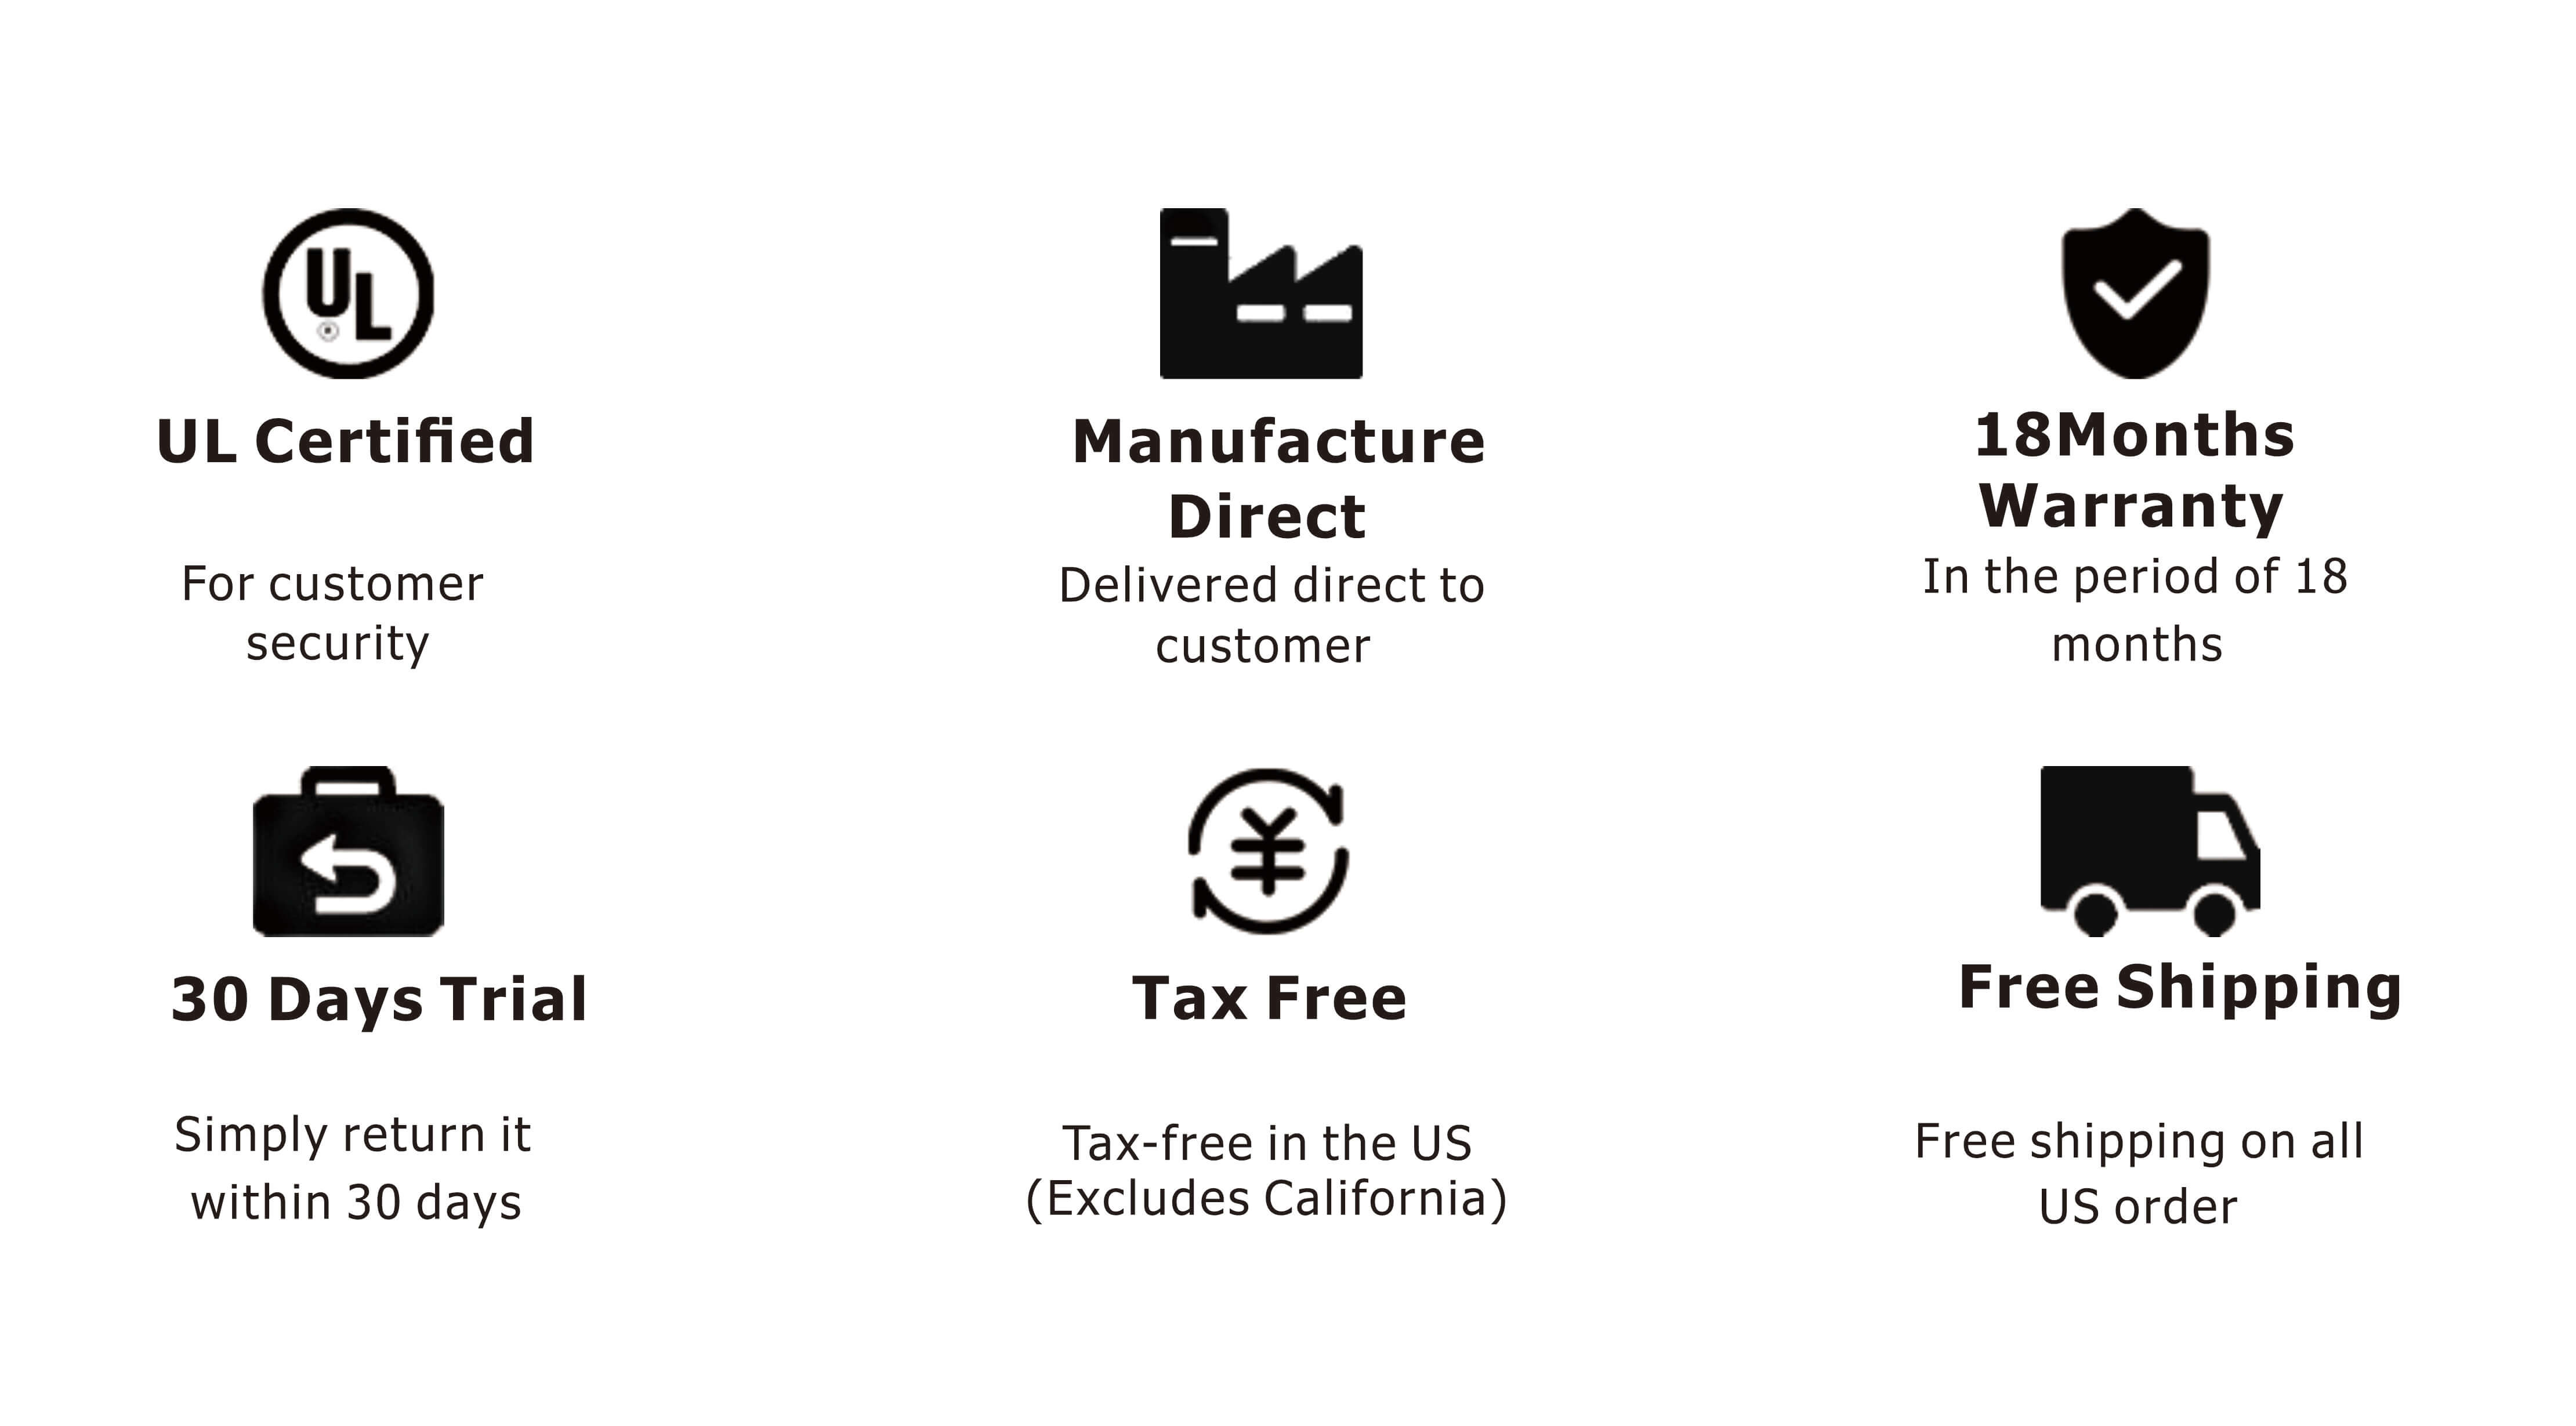 UL
UL Certified
For customer
security
Manufacture
Direct
Delivered direct to
customer
18Months
Warranty
In the period of 18
months
30 Days Trial
Simply return it
within 30 days
¥
Tax Free
Tax-free in the US
(Excludes California)
Free Shipping
Free shipping on all
US order